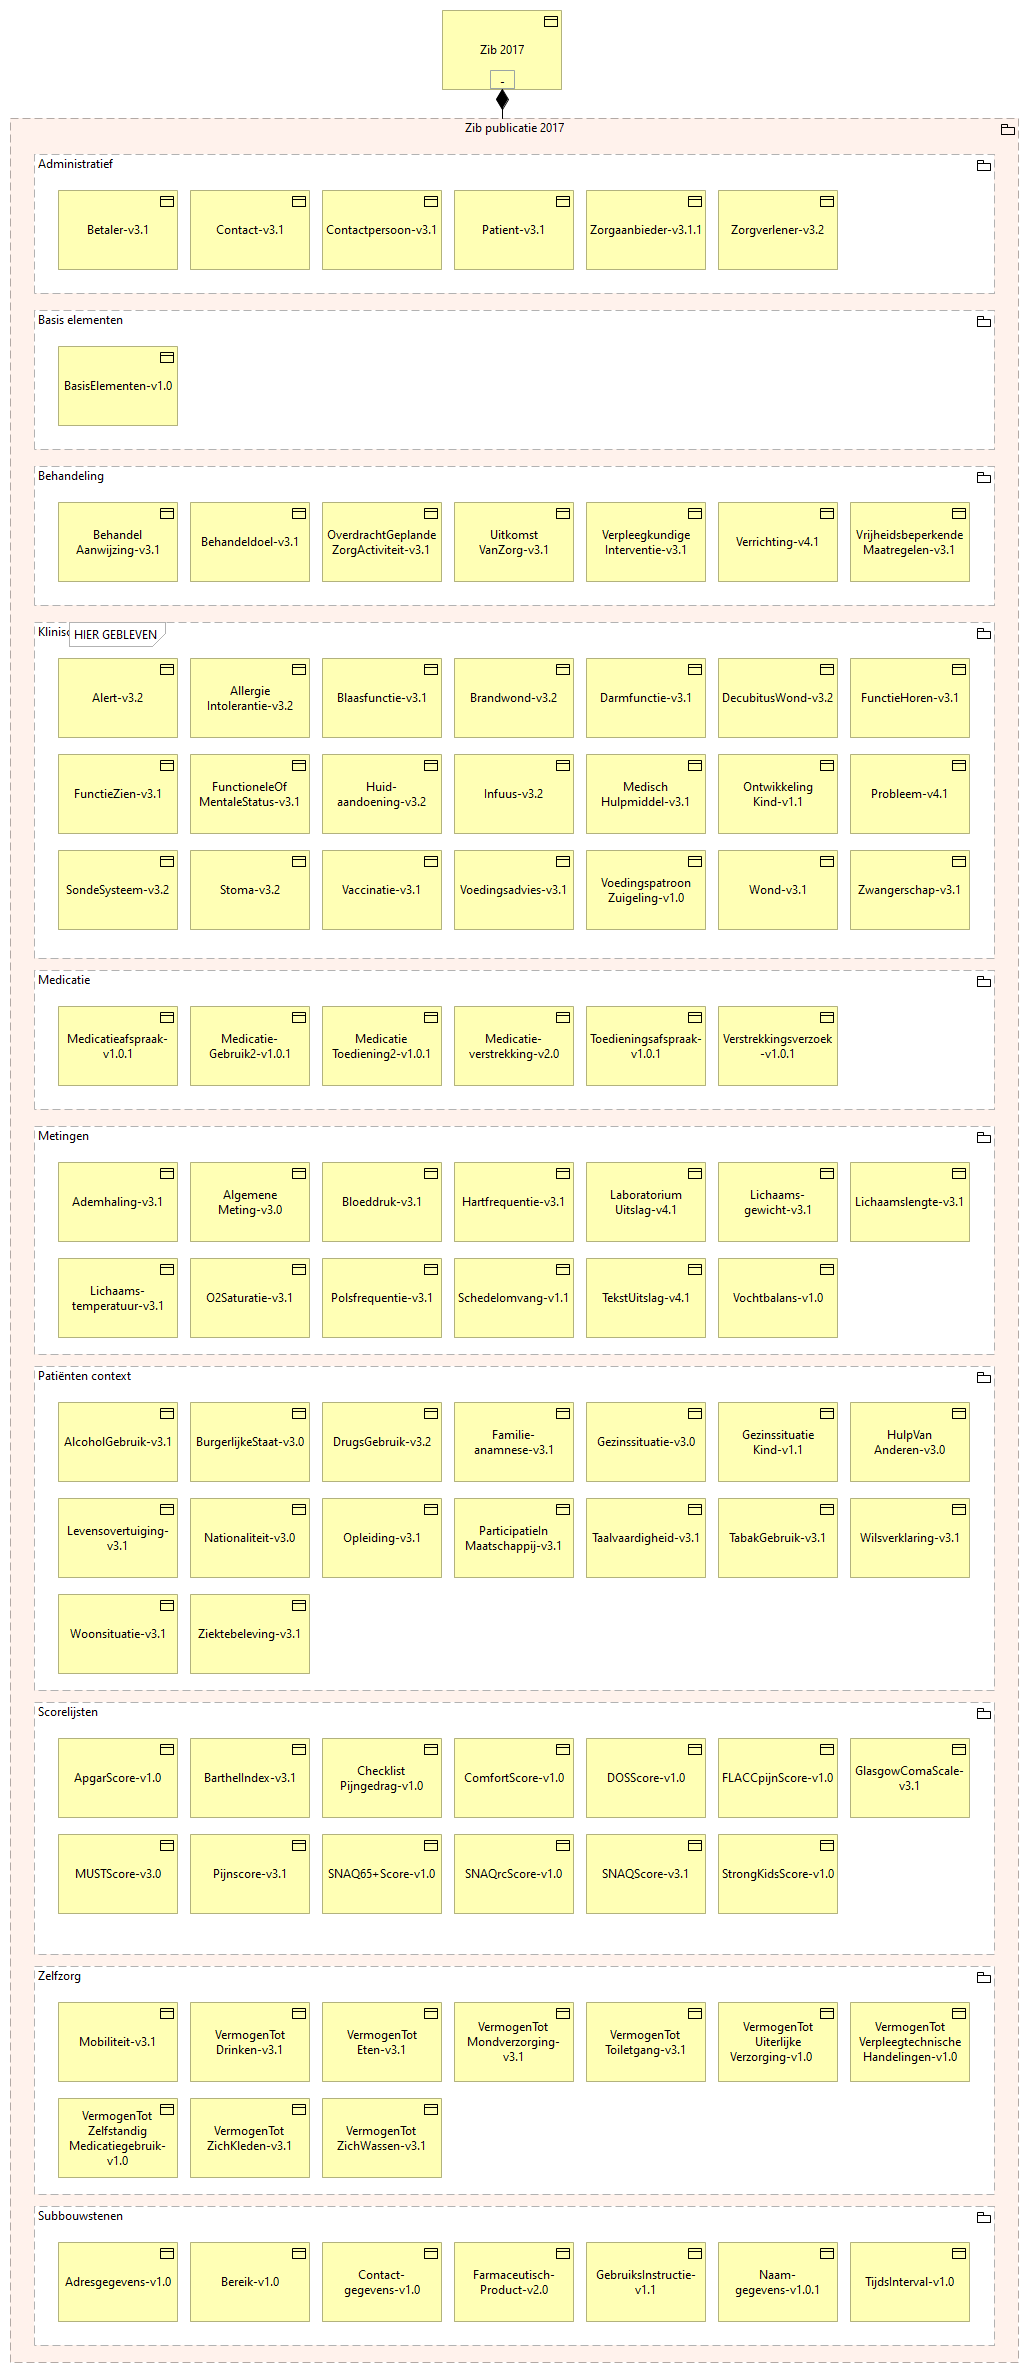 Zib 2017
-
Zib publicatie 2017
Administratief
Betaler-v3.1
Contact-v3.1
Contactpersoon-v3.1
Patient-v3.1
Zorgaanbieder-v3.1.1
Zorgverlener-v3.2
Basis elementen
BasisElementen-v1.0
Behandeling
Behandel
Aanwijzing-v3.1
Behandeldoel-v3.1
OverdrachtGeplande
ZorgActiviteit-v3.1
Uitkomst
VanZorg-v3.1
Verpleegkundige
Interventie-v3.1
Verrichting-v4.1
Vrijheidsbeperkende
Maatregelen-v3.1
HIER GEBLEVEN
Alert-v3.2
Allergie
Intolerantie-v3.2
Blaasfunctie-v3.1
Brandwond-v3.2
Darmfunctie-v3.1
DecubitusWond-v3.2
FunctieHoren-v3.1
FunctieZien-v3.1
FunctioneleOf
MentaleStatus-v3.1
Huid-
aandoening-v3.2
Infuus-v3.2
Medisch
Hulpmiddel-v3.1
Ontwikkeling
Kind-v1.1
Probleem-v4.1
SondeSysteem-v3.2
Stoma-v3.2
Vaccinatie-v3.1
Voedingsadvies-v3.1
Voedingspatroon
Zuigeling-v1.0
Wond-v3.1
Zwangerschap-v3.1
Medicatie
Medicatieafspraak-
v1.0.1
Medicatie-
Gebruik2-v1.0.1
Medicatie
Toediening2-v1.0.1
Medicatie-
verstrekking-v2.0
Toedieningsafspraak-
v1.0.1
Verstrekkingsverzoek
-v1.0.1
Metingen
Ademhaling-v3.1
Algemene
Meting-v3.0
Bloeddruk-v3.1
Hartfrequentie-v3.1
Laboratorium
Uitslag-v4.1
Lichaams-
gewicht-v3.1
Lichaamslengte-v3.1
Lichaams-
temperatuur-v3.1
O2Saturatie-v3.1
Polsfrequentie-v3.1
Schedelomvang-v1.1
TekstUitslag-v4.1
Vochtbalans-v1.0
Patiënten context
AlcoholGebruik-v3.1
BurgerlijkeStaat-v3.0
DrugsGebruik-v3.2
Familie-
anamnese-v3.1
Gezinssituatie-v3.0
Gezinssituatie
Kind-v1.1
HulpVan
Anderen-v3.0
Levensovertuiging-
v3.1
Nationaliteit-v3.0
Opleiding-v3.1
ParticipatieIn
Maatschappij-v3.1
Taalvaardigheid-v3.1
TabakGebruik-v3.1
Wilsverklaring-v3.1
Woonsituatie-v3.1
Ziektebeleving-v3.1
Scorelijsten
ApgarScore-v1.0
BarthelIndex-v3.1
Checklist
Pijngedrag-v1.0
ComfortScore-v1.0
DOSScore-v1.0
FLACCpijnScore-v1.0
GlasgowComaScale-
v3.1
MUSTScore-v3.0
Pijnscore-v3.1
SNAQ65+Score-v1.0
SNAQrcScore-v1.0
SNAQScore-v3.1
StrongKidsScore-v1.0
Zelfzorg
Mobiliteit-v3.1
VermogenTot
Drinken-v3.1
VermogenTot
Eten-v3.1
VermogenTot
Mondverzorging-
v3.1
VermogenTot
Toiletgang-v3.1
VermogenTot
Uiterlijke
Verzorging-v1.0
VermogenTot
Verpleegtechnische
Handelingen-v1.0
VermogenTot
Zelfstandig
Medicatiegebruik-
v1.0
VermogenTot
ZichKleden-v3.1
VermogenTot
ZichWassen-v3.1
Subbouwstenen
Adresgegevens-v1.0
Bereik-v1.0
Contact-
gegevens-v1.0
Farmaceutisch-
Product-v2.0
GebruiksInstructie-
v1.1
Naam-
gegevens-v1.0.1
TijdsInterval-v1.0